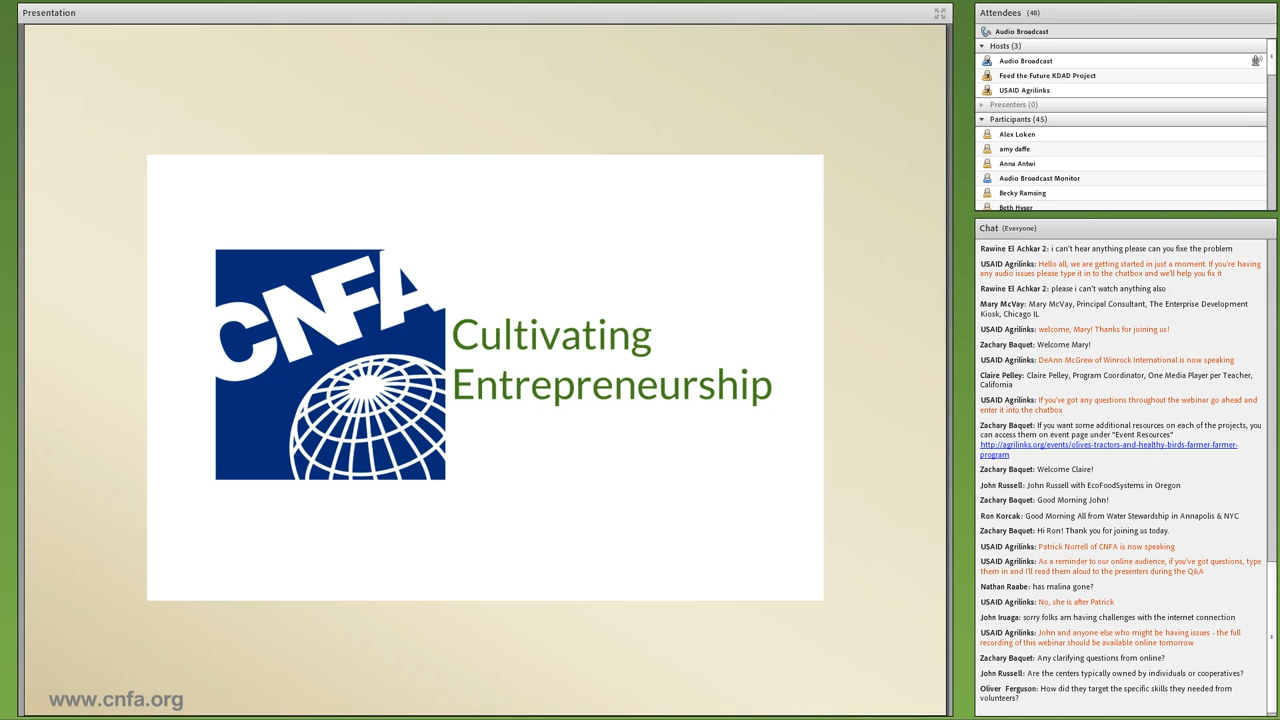 Presentation
CNFA
Cultivating
Entrepreneurship
www.cnfa.org
Attendees (48)
Audio Broadcast
Hosts (3)
Audio Broadcast
Feed the Future KDAD Project
USAID Agrilinks
Presenters (0)
Participants (45)
Alex Loken
amy daffe
Anna Antwi
Audio Broadcast Monitor
Becky Ramsing
Beth Hyser
Chat (Everyone)
Rawine El Achkar 2: i can't hear anything please can you fixe the problem
USAID Agrilinks: Hello all, we are getting started in just a moment. If you're having
any audio issues please type it in to the chatbox and we'll help you fix it
Rawine El Achkar 2: please i can't watch anything also
Mary McVay: Mary McVay, Principal Consultant, The Enterprise Development
Kiosk, Chicago IL
USAID Agrilinks: welcome, Mary! Thanks for joining us!
Zachary Baquet: Welcome Mary!
USAID Agrilinks: DeAnn McGrew of Winrock International is now speaking
Claire Pelley: Claire Pelley, Program Coordinator, One Media Player per Teacher,
California
USAID Agrilinks: If you've got any questions throughout the webinar go ahead and
enter it into the chatbox
Zachary Baquet: If you want some additional resources on each of the projects, you
can access them on event page under "Event Resources"
http://agrilinks.org/events/olives-tractors-and-healthy-birds-farmer-farmer-
program
Zachary Baquet: Welcome Claire!
John Russell: John Russell with EcoFoodSystems in Oregon
Zachary Baquet: Good Morning John!
Ron Korcak: Good Morning All from Water Stewardship in Annapolis & NYC
Zachary Baquet: Hi Ron! Thank you for joining us today.
USAID Agrilinks: Patrick Norrell of CNFA is now speaking
USAID Agrilinks: As a reminder to our online audience, if you've got questions, type
them in and I'll read them aloud to the presenters during the Q&A
Nathan Raabe: has malina gone?
USAID Agrilinks: No, she is after Patrick
John Iruaga: sorry folks am having challenges with the internet connection
USAID Agrilinks: John and anyone else who might be having issues - the full
recording of this webinar should be available online tomorrow
Zachary Baquet: Any clarifying questions from online?
John Russell: Are the centers typically owned by individuals or cooperatives?
Oliver Ferguson: How did they target the specific skills they needed from
volunteers?